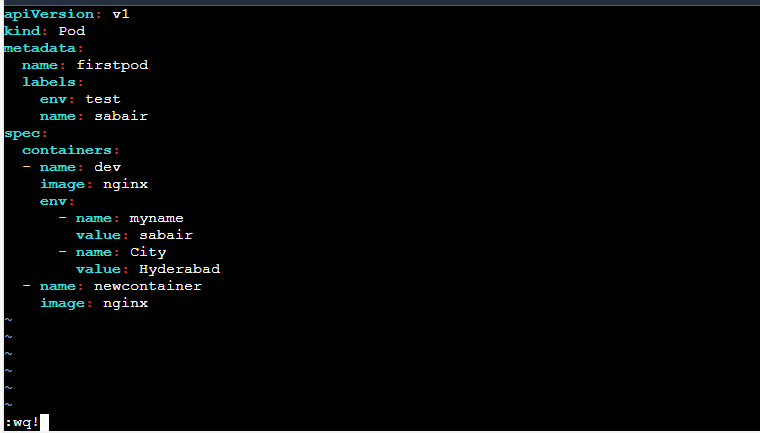 apiVersion: v1
kind: Pod
metadata:
  name: firstpod
  labels:
    env: test
    name: sabair
spec:
  containers:
  - name: dev
    image: nginx
    env:
      - name: myname
        value: sabair
      - name: City
        value: Hyderabad
  - name: newcontainer
    image: nginx
~
~
~
~
~
~
:wq!